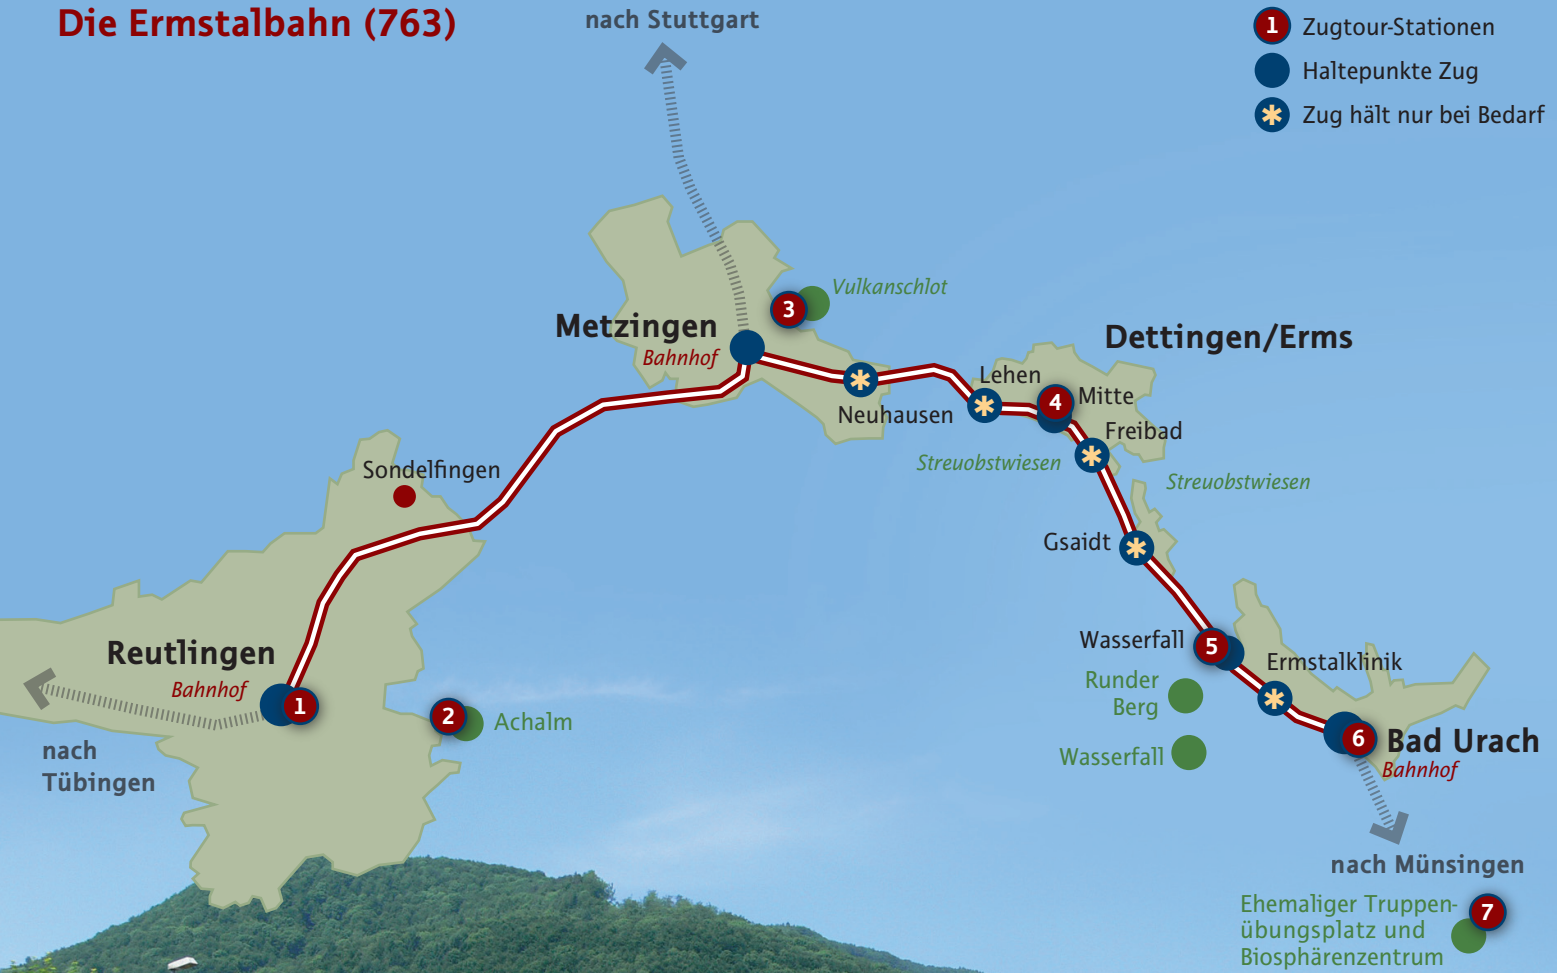 Die Ermstalbahn (763)
nach Stuttgart
1 Zugtour-Stationen
Haltepunkte Zug
* Zug hält nur bei Bedarf
3 Vulkanschlot
Metzingen
Bahnhof
Dettingen/Erms
Lehen
4 Mitte
Neuhausen
Freibad
Streuobstwiesen
Streuobstwiesen
Sondelfingen
Gsaidt
Reutlingen
Bahnhof
1
2 Achalm
nach
Tübingen
Wasserfall 5
Ermstalklinik
Runder
Berg
Wasserfall
6 Bad Urach
Bahnhof
nach Münsingen
Ehemaliger Truppen-
übungsplatz und
Biosphärenzentrum
7